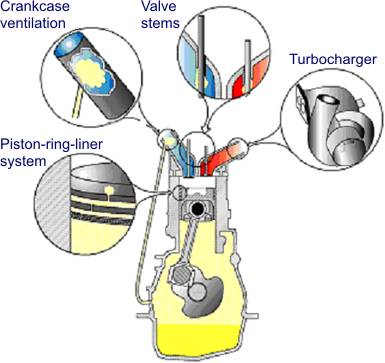 Crankcase
ventilation
Valve
stems
Turbocharger
Piston-ring-liner
system